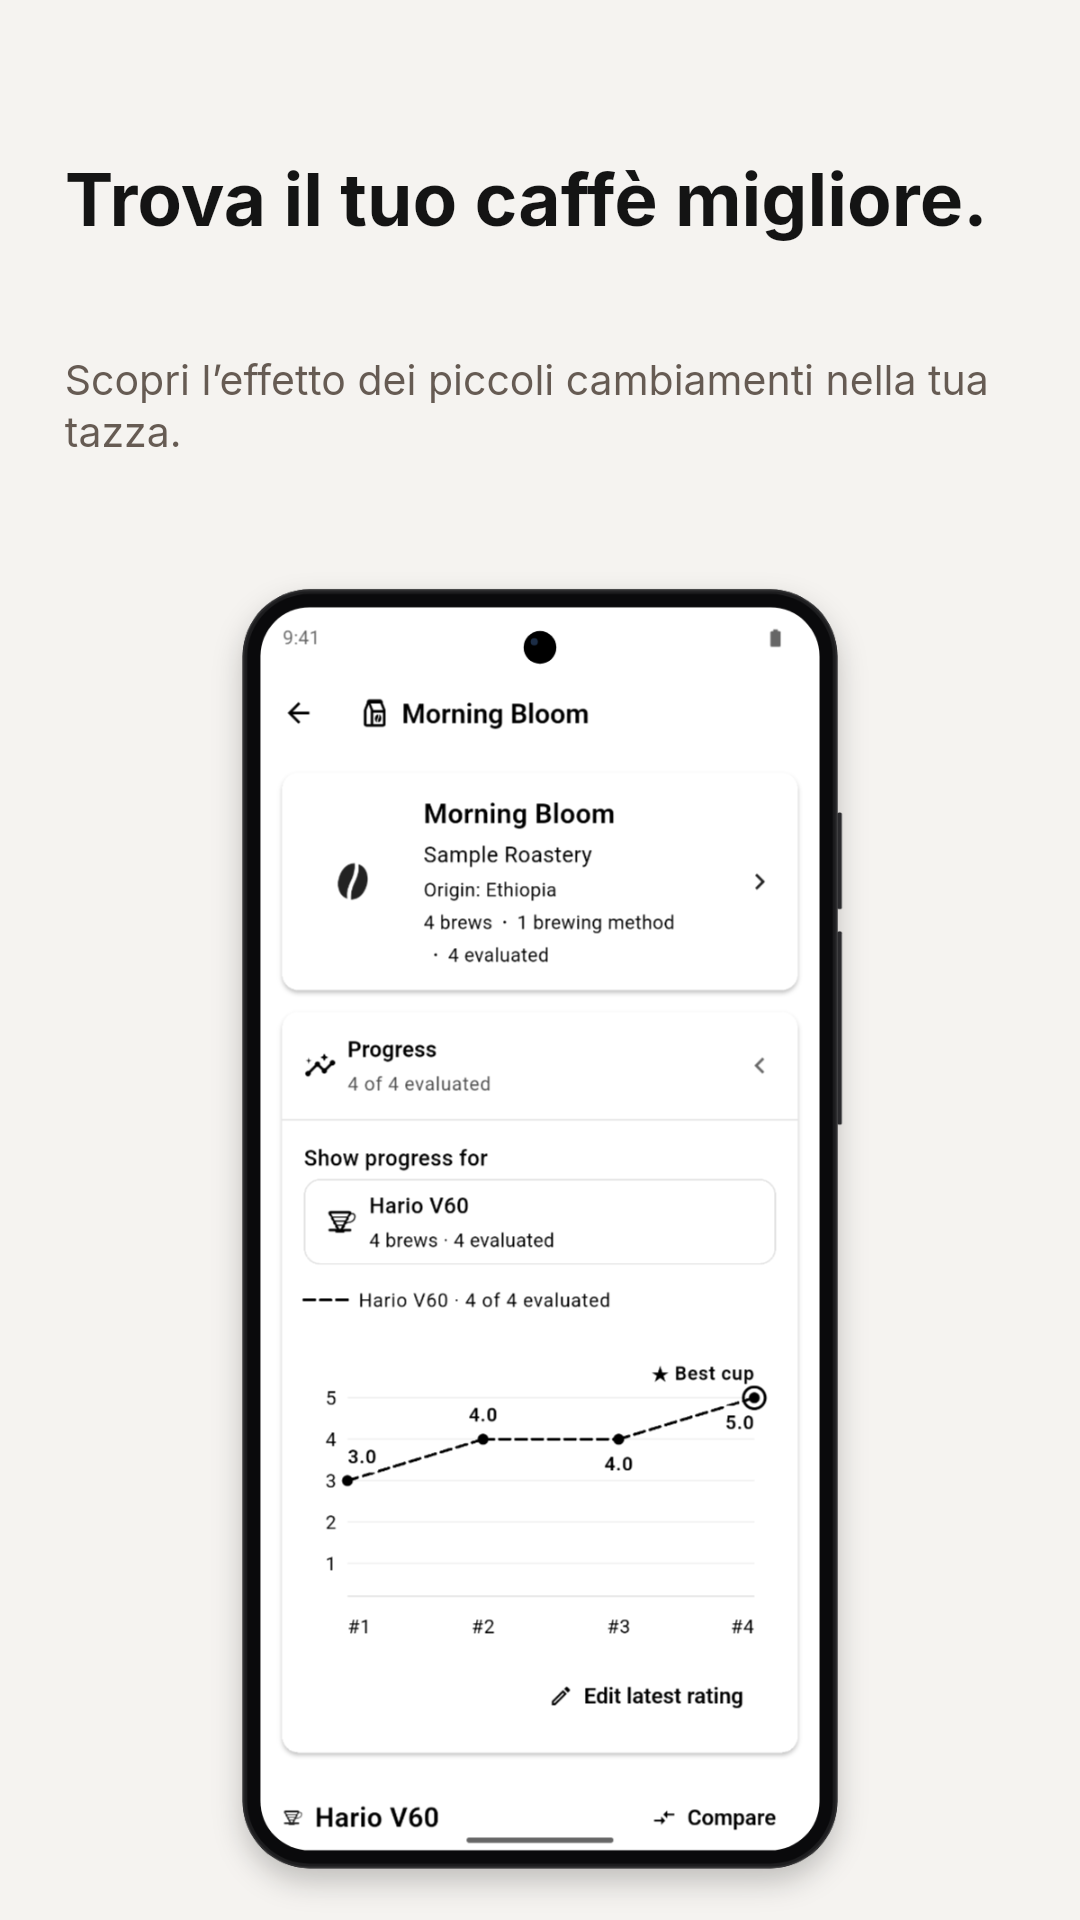 Trova il tuo caffè migliore.
Scopri l’effetto dei piccoli cambiamenti nella tua
tazza.
9:41
Morning Bloom
Morning Bloom
Sample Roastery
Origin: Ethiopia
4 brews · 1 brewing method
· 4 evaluated
Progress
4 of 4 evaluated
Show progress for
Hario V60
4 brews · 4 evaluated
Hario V60 · 4 of 4 evaluated
★ Best cup
5
4.0
5.0
4
3.0
4.0
3
2
1
#1 #2 #3 #4
Edit latest rating
Hario V60 Compare